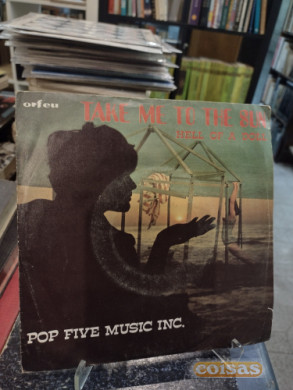 orfeu
TAKE ME TO THE SUN
POP FIVE MUSIC INC.
coisas